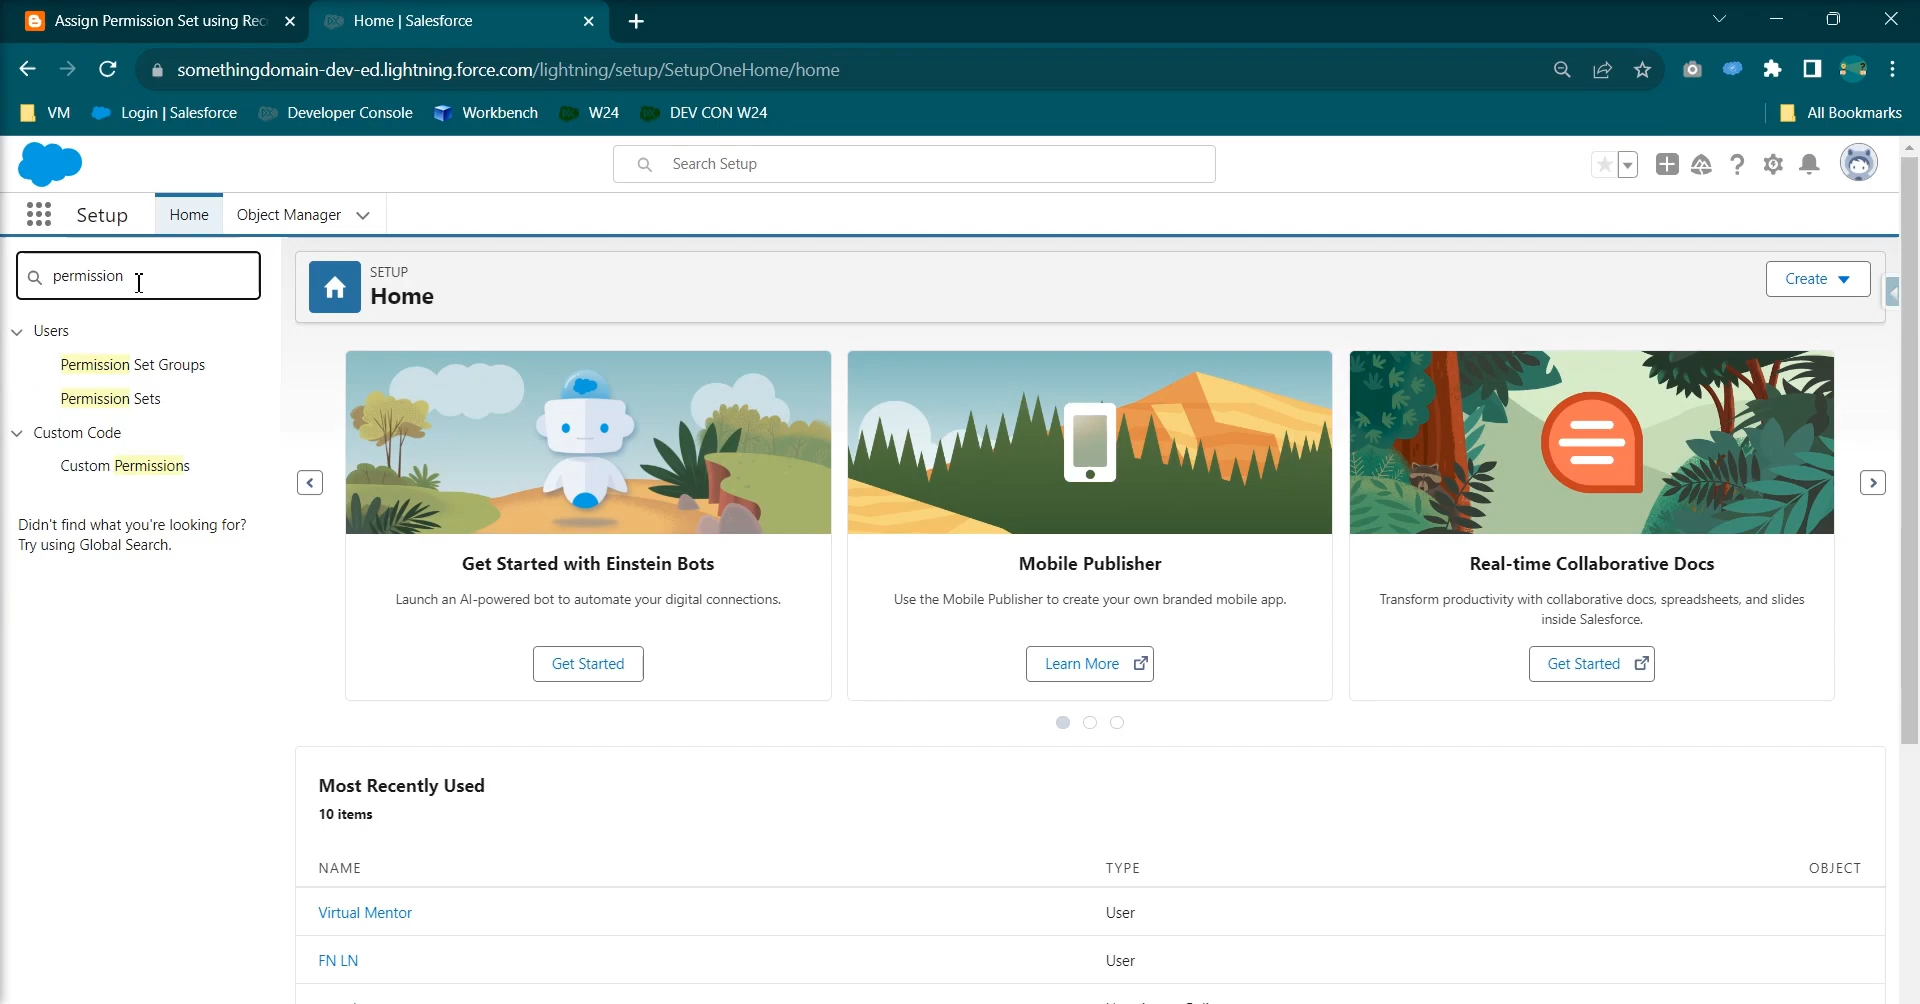 Assign Permission Set using Rec
Home | Salesforce
somethingdomain-dev-ed.lightning.force.com/lightning/setup/SetupOneHome/home
VM
Login | Salesforce
Developer Console
Workbench
W24
DEV CON W24
All Bookmarks
Search Setup
Setup
Home
Object Manager
permission
Users
Permission Set Groups
Permission Sets
Custom Code
Custom Permissions
Didn't find what you're looking for?
Try using Global Search.
SETUP
Home
Create
Get Started with Einstein Bots
Launch an AI-powered bot to automate your digital connections.
Get Started
Mobile Publisher
Use the Mobile Publisher to create your own branded mobile app.
Learn More
Real-time Collaborative Docs
Transform productivity with collaborative docs, spreadsheets, and slides
inside Salesforce.
Get Started
Most Recently Used
10 items
NAME TYPE OBJECT
Virtual Mentor User
FN LN User